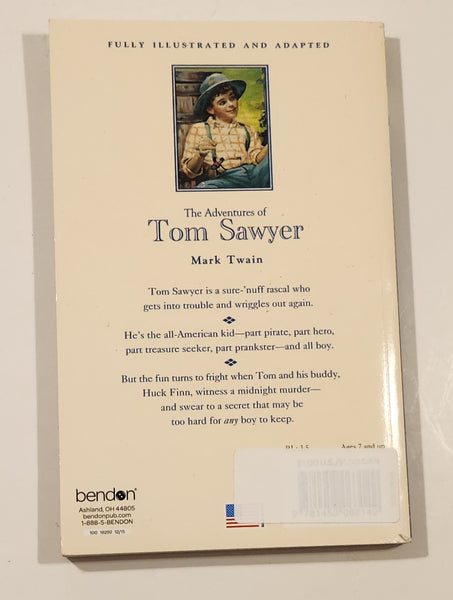 FULLY ILLUSTRATED AND ADAPTED
The Adventures of
Tom Sawyer
Mark Twain
Tom Sawyer is a sure-'nuff rascal who
gets into trouble and wriggles out again.
He's the all-American kid—part pirate, part hero,
part treasure seeker, part prankster—and all boy.
But the fun turns to fright when Tom and his buddy,
Huck Finn, witness a midnight murder—
and swear to a secret that may be
too hard for any boy to keep.
Ages 7 and up
bendon®
Ashland, OH 44805
bendonpub.com
1-888-5-BENDON